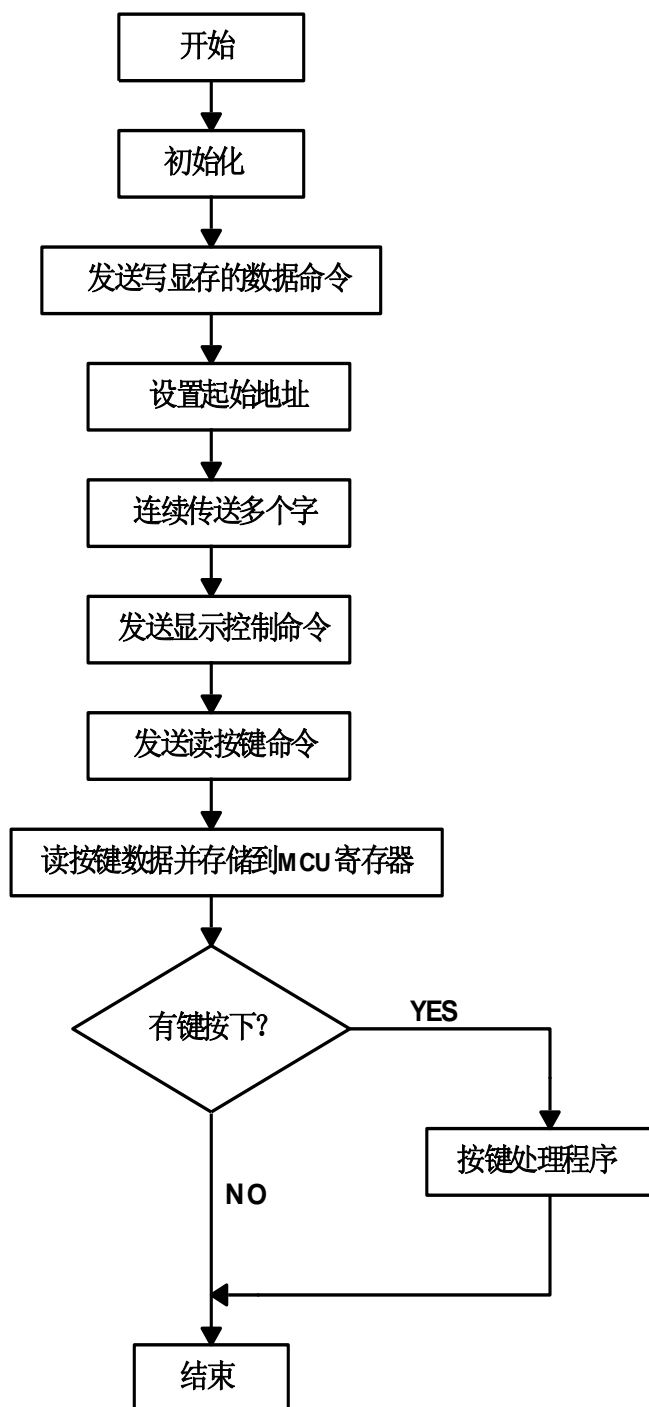 开始
初始化
发送写显存的数据命令
设置起始地址
连续传送多个字
发送显示控制命令
发送读按键命令
读按键数据并存储到MCU寄存器
有键按下?
YES
按键处理程序
NO
结束